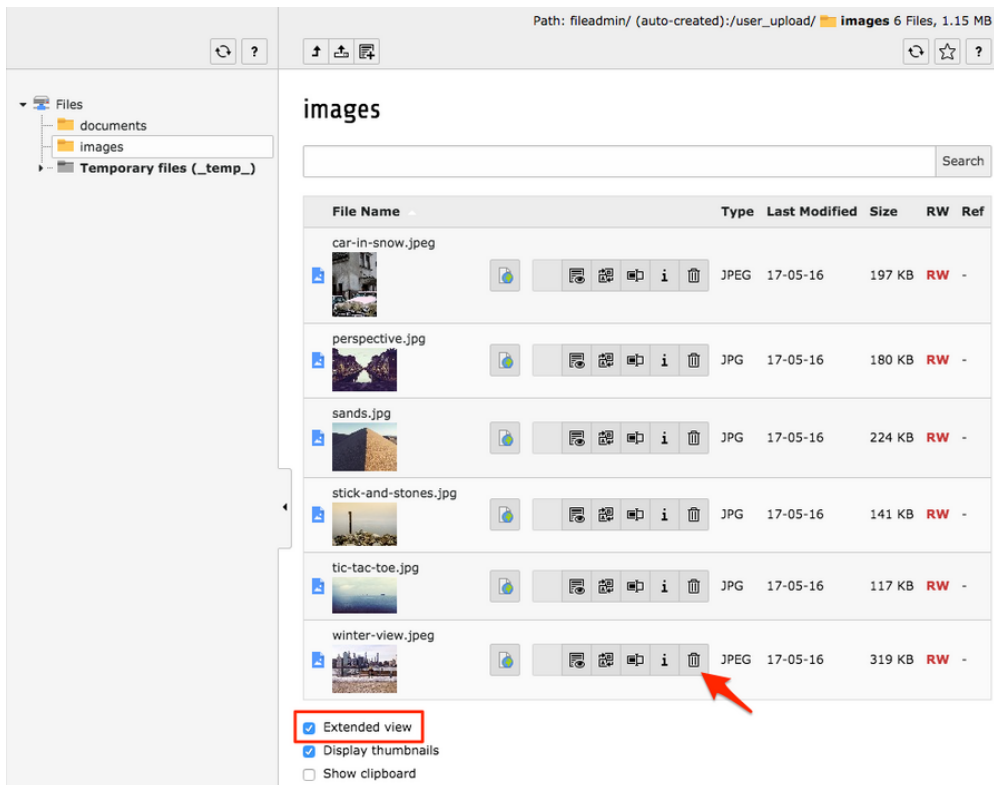 Path: fileadmin/ (auto-created):/user_upload/ images 6 Files, 1.15 MB
?
?
Files
documents
images
Temporary files (_temp_)
images
Search
File Name Type Last Modified Size RW Ref
car-in-snow.jpeg
i JPEG 17-05-16 197 KB RW -
perspective.jpg
i JPG 17-05-16 180 KB RW -
sands.jpg
i JPG 17-05-16 224 KB RW -
stick-and-stones.jpg
i JPG 17-05-16 141 KB RW -
tic-tac-toe.jpg
i JPG 17-05-16 117 KB RW -
winter-view.jpeg
i JPEG 17-05-16 319 KB RW -
Extended view
Display thumbnails
Show clipboard